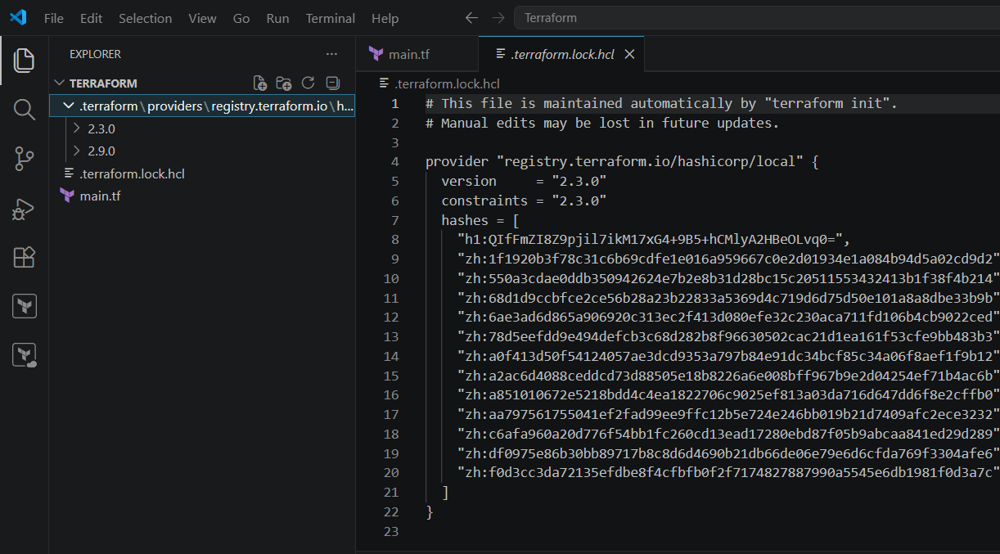 File Edit Selection View Go Run Terminal Help
Terraform
EXPLORER
TERRAFORM
.terraform\providers\registry.terraform.io\h...
2.3.0
2.9.0
.terraform.lock.hcl
main.tf
main.tf
.terraform.lock.hcl
.terraform.lock.hcl
1 # This file is maintained automatically by "terraform init".
2 # Manual edits may be lost in future updates.
3
4 provider "registry.terraform.io/hashicorp/local" {
5 version     = "2.3.0"
6 constraints = "2.3.0"
7 hashes = [
8 "h1:QIfFmZI8Z9pjil7ikM17xG4+9B5+hCMlyA2HBeOLvq0=",
9 "zh:1f1920b3f78c31c6b69cdfe1e016a959667c0e2d01934e1a084b94d5a02cd9d2"
10 "zh:550a3cdae0ddb350942624e7b2e8b31d28bc15c20511553432413b1f38f4b214"
11 "zh:68d1d9ccbfce2ce56b28a23b22833a5369d4c719d6d75d50e101a8a8dbe33b9b"
12 "zh:6ae3ad6d865a906920c313ec2f413d080efe32c230aca711fd106b4cb9022ced"
13 "zh:78d5eefdd9e494defcb3c68d282b8f96630502cac21d1ea161f53cfe9bb483b3"
14 "zh:a0f413d50f54124057ae3dcd9353a797b84e91dc34bcf85c34a06f8aef1f9b12"
15 "zh:a2ac6d4088ceddcd73d88505e18b8226a6e008bff967b9e2d04254ef71b4ac6b"
16 "zh:a851010672e5218bdd4c4ea1822706c9025ef813a03da716d647dd6f8e2cffb0"
17 "zh:aa797561755041ef2fad99ee9ffc12b5e724e246bb019b21d7409afc2ece3232"
18 "zh:c6afa960a20d776f54bb1fc260cd13ead17280ebd87f05b9abcaa841ed29d289"
19 "zh:df0975e86b30bb89717b8c8d6d4690b21db66de06e79e6d6cfda769f3304afe6"
20 "zh:f0d3cc3da72135efdbe8f4cfbfb0f2f7174827887990a5545e6db1981f0d3a7c"
21 ]
22 }
23